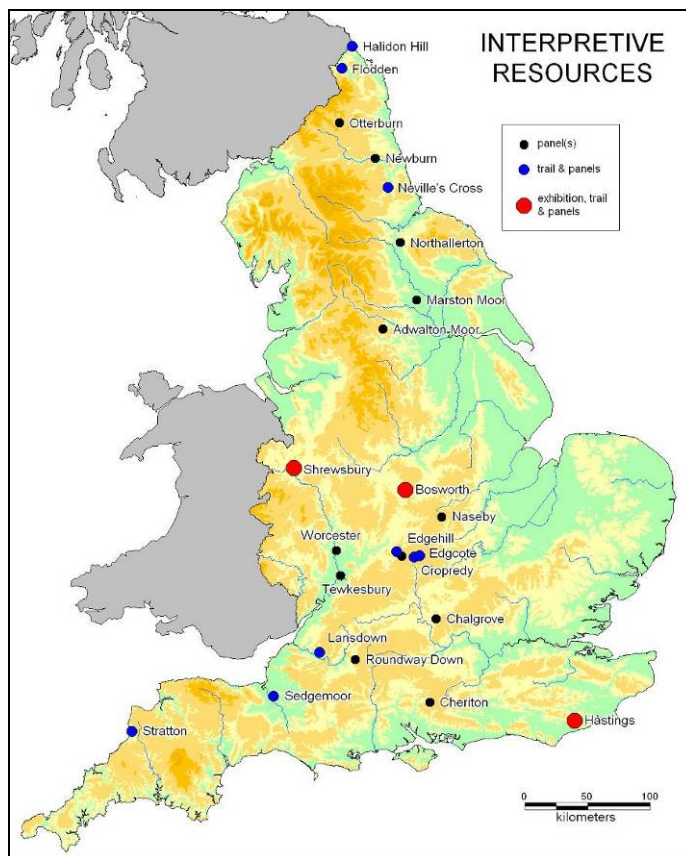 INTERPRETIVE
RESOURCES
panel(s)
trail & panels
exhibition, trail
& panels
Halidon Hill
Flodden
Otterburn
Newburn
Neville's Cross
Northallerton
Marston Moor
Adwalton Moor
Shrewsbury
Bosworth
Naseby
Worcester
Edgehill
Edgcote
Cropredy
Tewkesbury
Chalgrove
Lansdown
Roundway Down
Sedgemoor
Cheriton
Hastings
Stratton
0 50 100
kilometers